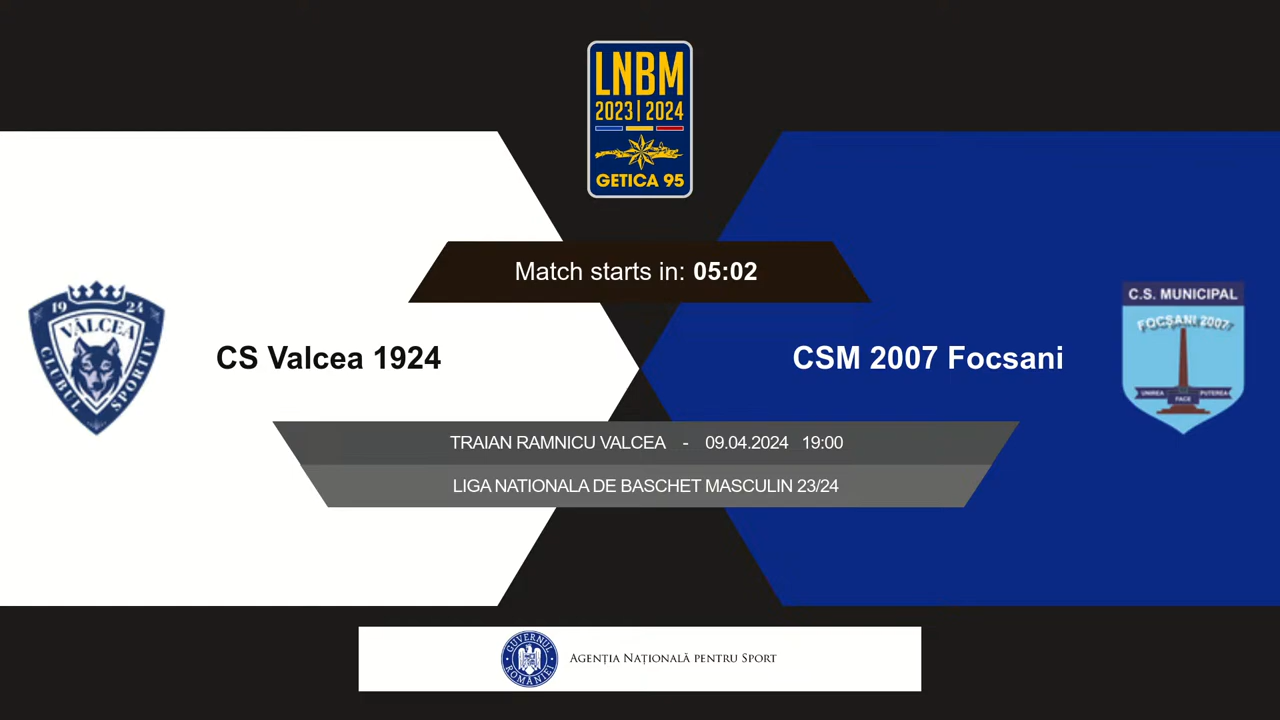 LNBM
2023|2024
GETICA 95
Match starts in: 05:02
19 24
VÂLCEA
CLUBUL SPORTIV
CS Valcea 1924
CSM 2007 Focsani
C.S. MUNICIPAL
FOCȘANI 2007
UNIREA PACE PUTEREA
TRAIAN RAMNICU VALCEA - 09.04.2024 19:00
LIGA NATIONALA DE BASCHET MASCULIN 23/24
GUVERNUL ROMÂNIEI
AGENȚIA NAȚIONALĂ PENTRU SPORT